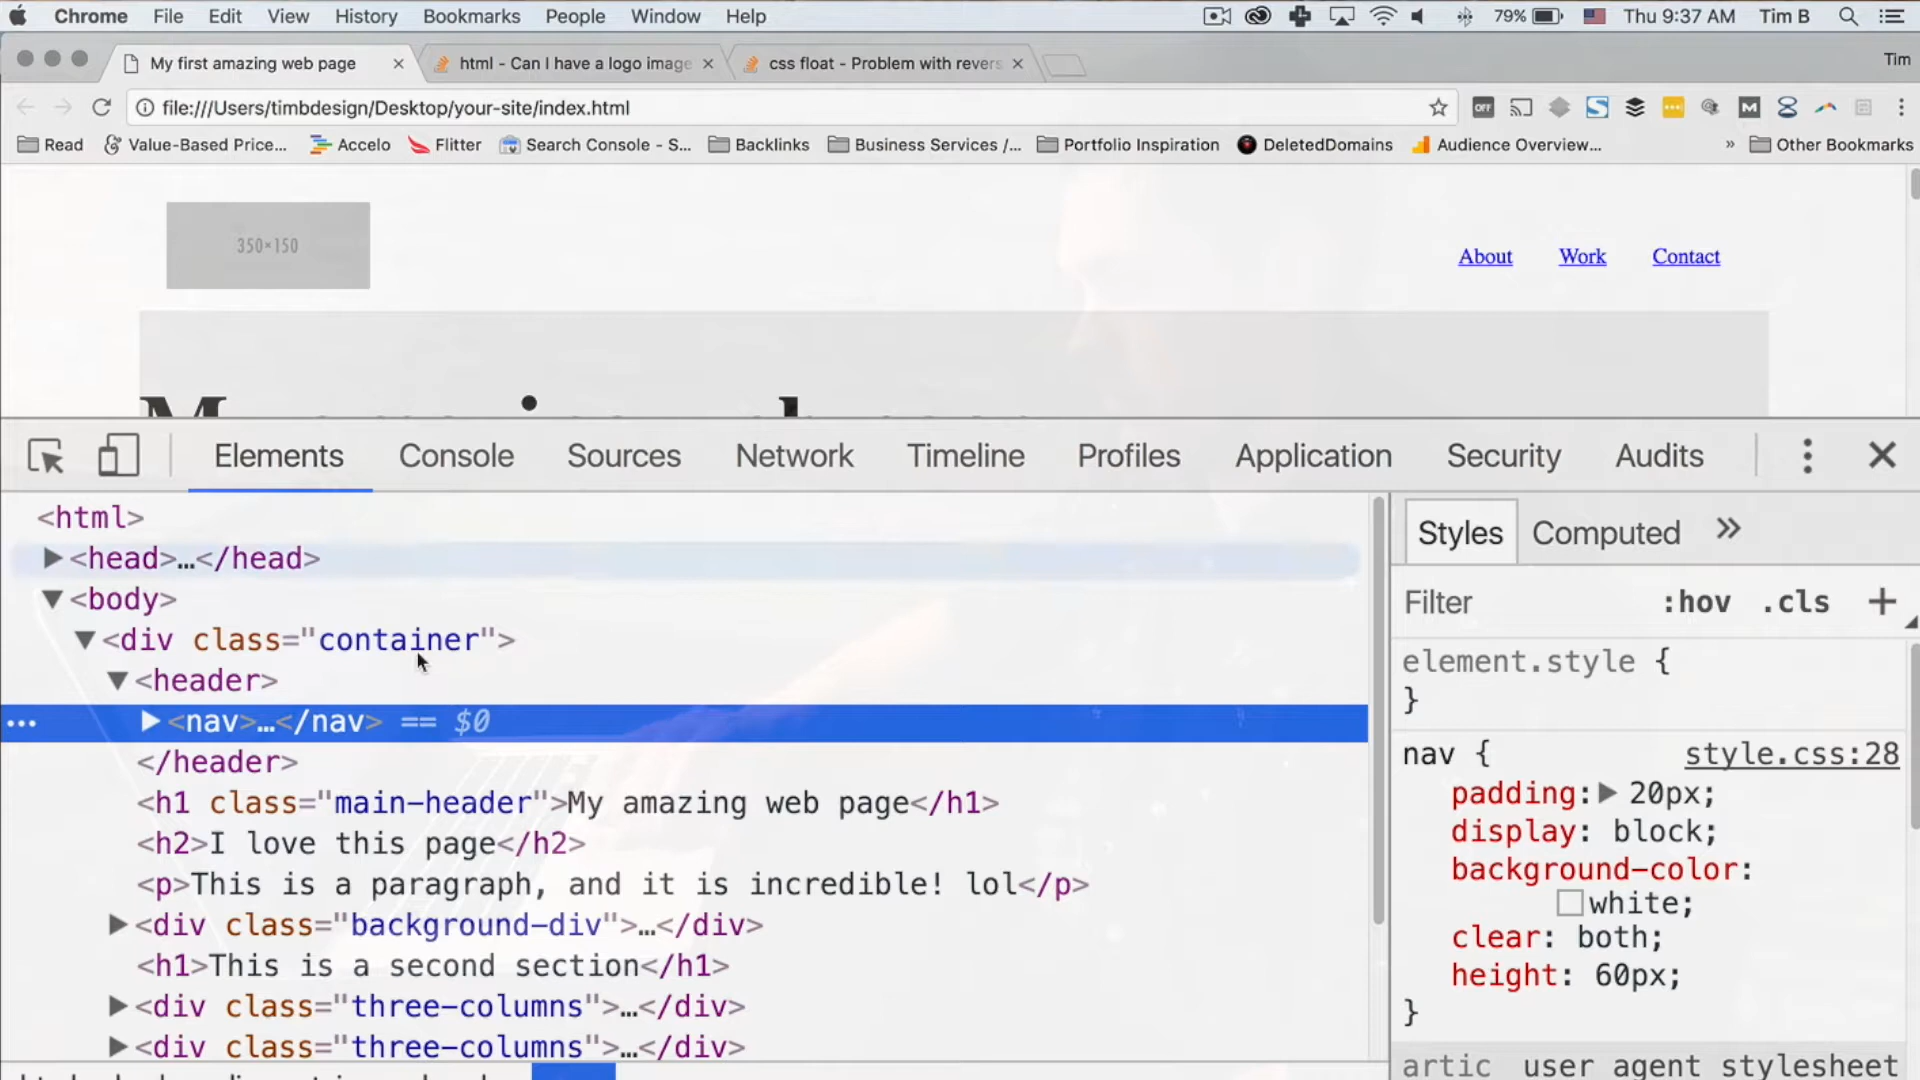 Chrome File Edit View History Bookmarks People Window Help 79% Thu 9:37 AM Tim B
My first amazing web page html - Can I have a logo image css float - Problem with revers Tim
file:///Users/timbdesign/Desktop/your-site/index.html OFF S M
Read Value-Based Price... Accelo Flitter Search Console - S... Backlinks Business Services /... Portfolio Inspiration DeletedDomains Audience Overview... » Other Bookmarks
350×150
About Work Contact
Elements Console Sources Network Timeline Profiles Application Security Audits
<html>
<head>…</head>
<body>
<div class="container">
<header>
<nav>…</nav> == $0
</header>
<h1 class="main-header">My amazing web page</h1>
<h2>I love this page</h2>
<p>This is a paragraph, and it is incredible! lol</p>
<div class="background-div">…</div>
<h1>This is a second section</h1>
<div class="three-columns">…</div>
<div class="three-columns">…</div>
Styles Computed »
Filter :hov .cls +
element.style {
}
nav { style.css:28
padding: 20px;
display: block;
background-color:
white;
clear: both;
height: 60px;
}
artic user agent stylesheet